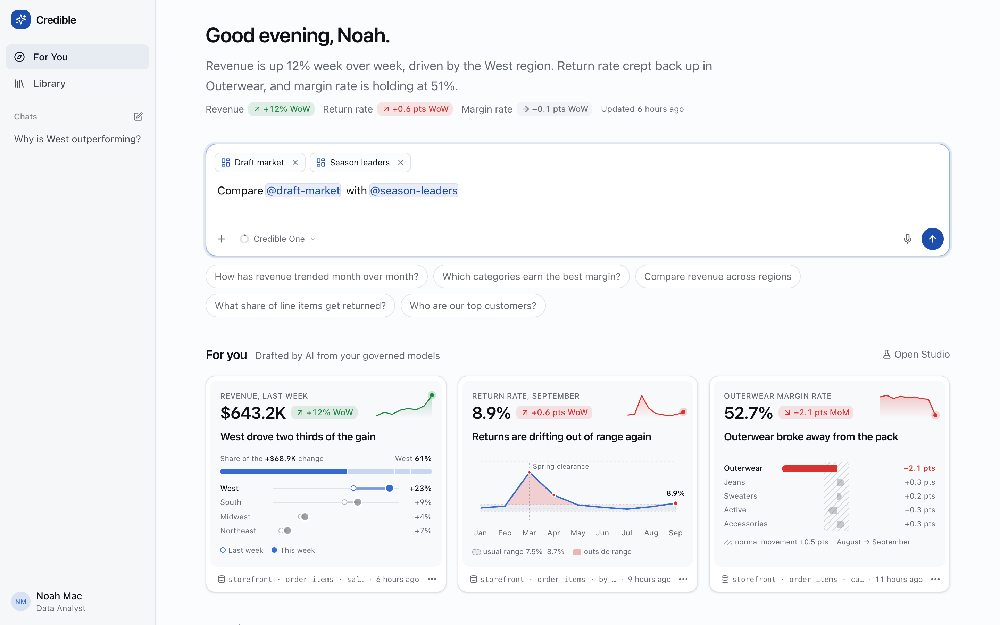 Credible
For You
Library
Chats
Why is West outperforming?
NM
Noah Mac
Data Analyst
Good evening, Noah.
Revenue is up 12% week over week, driven by the West region. Return rate crept back up in
Outerwear, and margin rate is holding at 51%.
Revenue +12% WoW Return rate +0.6 pts WoW Margin rate −0.1 pts WoW Updated 6 hours ago
Draft market Season leaders
Compare @draft-market with @season-leaders
Credible One
How has revenue trended month over month? Which categories earn the best margin? Compare revenue across regions
What share of line items get returned? Who are our top customers?
For you Drafted by AI from your governed models Open Studio
REVENUE, LAST WEEK
$643.2K +12% WoW
West drove two thirds of the gain
Share of the +$68.9K change West 61%
West +23%
South +9%
Midwest +4%
Northeast +7%
Last week This week
storefront · order_items · sal… · 6 hours ago
RETURN RATE, SEPTEMBER
8.9% +0.6 pts WoW
Returns are drifting out of range again
Spring clearance
8.9%
Jan Feb Mar Apr May Jun Jul Aug Sep
usual range 7.5%–8.7% outside range
storefront · order_items · by_… · 9 hours ago
OUTERWEAR MARGIN RATE
52.7% −2.1 pts MoM
Outerwear broke away from the pack
Outerwear −2.1 pts
Jeans +0.3 pts
Sweaters +0.2 pts
Active −0.3 pts
Accessories +0.3 pts
normal movement ±0.5 pts August → September
storefront · order_items · ca… · 11 hours ago